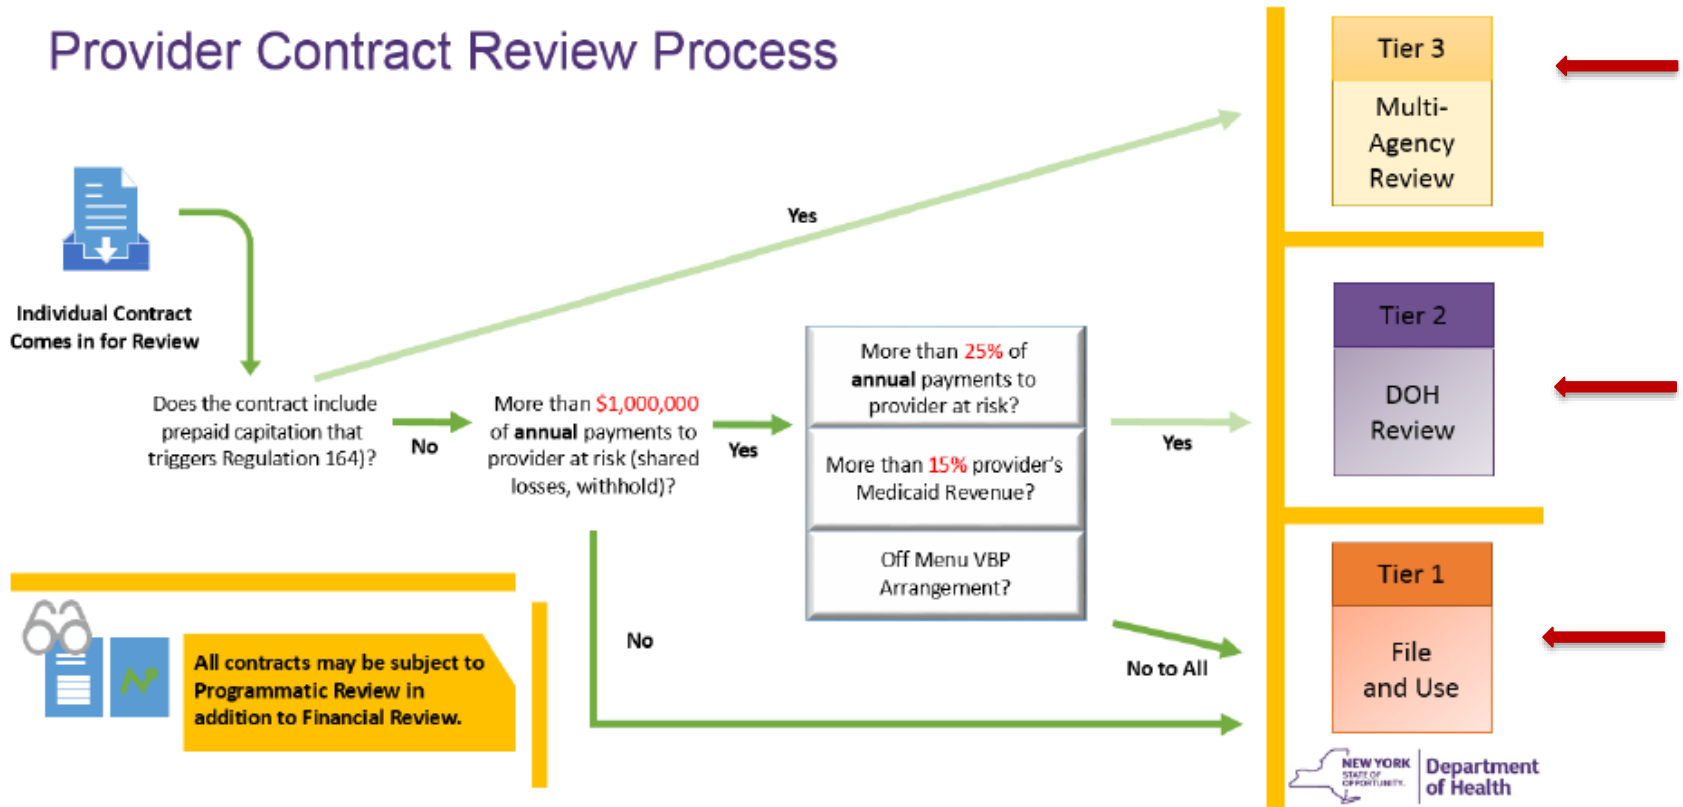 Provider Contract Review Process
Individual Contract
Comes in for Review
Does the contract include
prepaid capitation that
triggers Regulation 164)?
Yes
No
More than $1,000,000
of annual payments to
provider at risk (shared
losses, withhold)?
Yes
No
More than 25% of
annual payments to
provider at risk?
More than 15% provider's
Medicaid Revenue?
Off Menu VBP
Arrangement?
Yes
No to All
Tier 3
Multi-
Agency
Review
Tier 2
DOH
Review
Tier 1
File
and Use
All contracts may be subject to
Programmatic Review in
addition to Financial Review.
NEW YORK
STATE OF
OPPORTUNITY.
Department
of Health